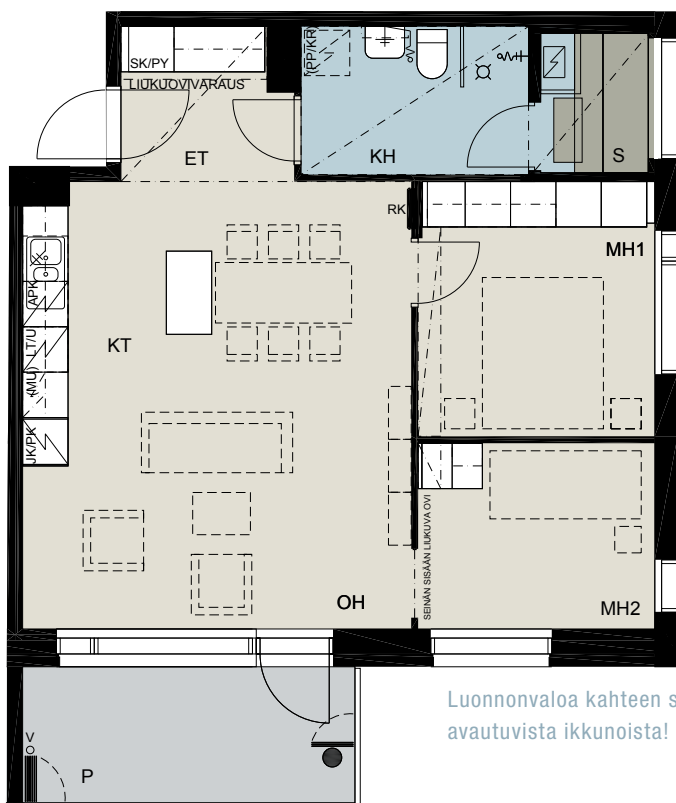 SK/PY
LIUKUOVIVARAUS
(PP/KR)
ET
KH
S
RK
MH1
APK
LT/U
(MU)
JK/PK
KT
SEINÄN SISÄÄN LIUKUVA OVI
OH
MH2
V
P
Luonnonvaloa kahteen s
avautuvista ikkunoista!